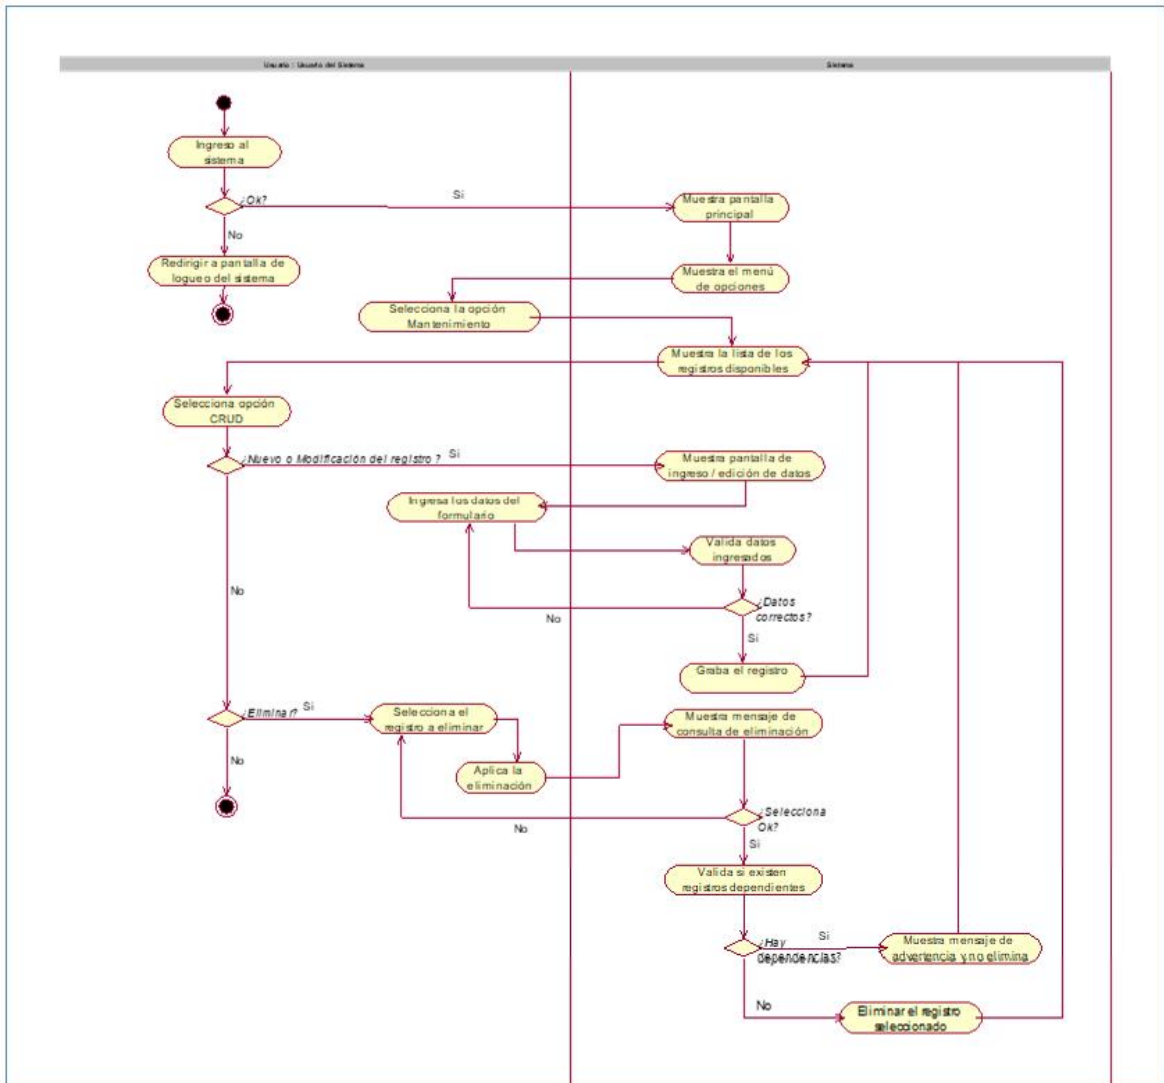 Usuario : Usuario del Sistema
Sistema
Ingreso al
sistema
¿Ok?
Si
Muestra pantalla
principal
No
Redirigir a pantalla de
logueo del sistema
Muestra el menú
de opciones
Selecciona la opción
Mantenimiento
Muestra la lista de los
registros disponibles
Selecciona opción
CRUD
¿Nuevo o Modificación del registro ?
Si
Muestra pantalla de
ingreso / edición de datos
Ingresa los datos del
formulario
Valida datos
ingresados
No
¿Datos
correctos?
No
Si
Graba el registro
¿Eliminar?
Si
Selecciona el
registro a eliminar
Muestra mensaje de
consulta de eliminación
No
Aplica la
eliminación
¿Selecciona
Ok?
No
Si
Valida si existen
registros dependientes
¿Hay
dependencias?
Si
Muestra mensaje de
advertencia y no elimina
No
Eliminar el registro
seleccionado